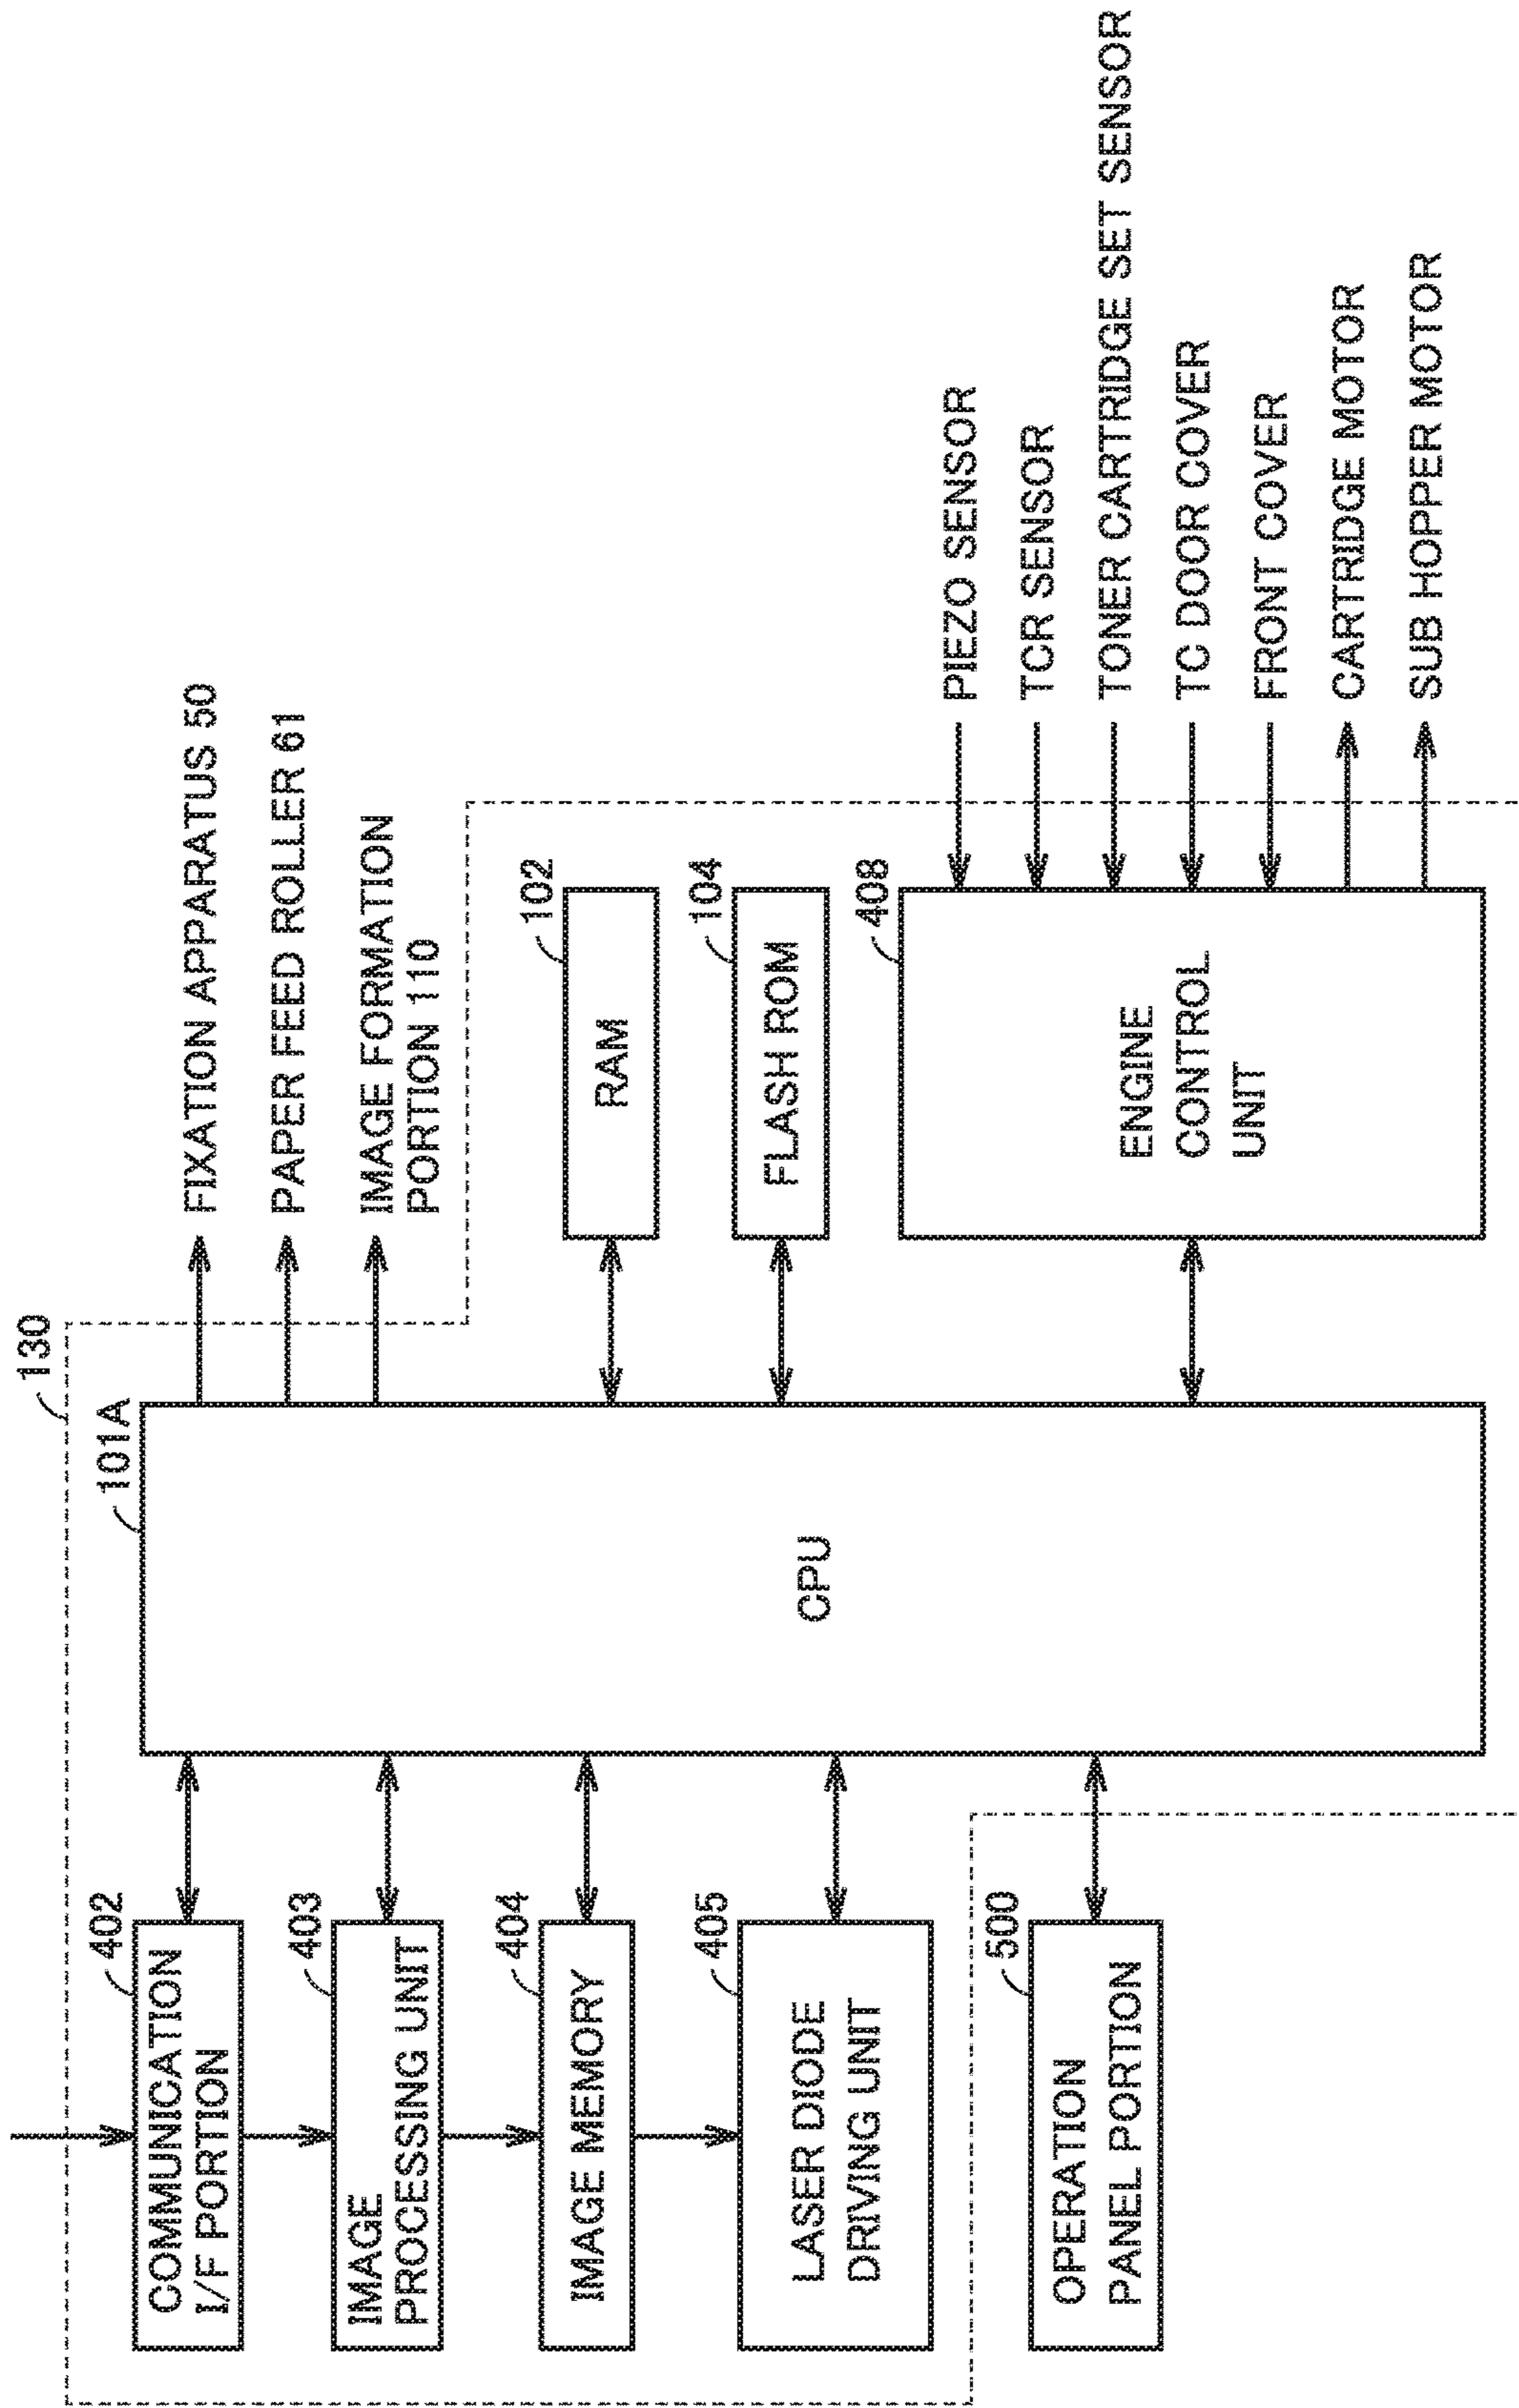 130
101A
402
COMMUNICATION
I/F PORTION
403
IMAGE
PROCESSING UNIT
404
IMAGE MEMORY
405
LASER DIODE
DRIVING UNIT
500
OPERATION
PANEL PORTION
CPU
FIXATION APPARATUS 50
PAPER FEED ROLLER 61
IMAGE FORMATION
PORTION 110
102
RAM
104
FLASH ROM
408
ENGINE
CONTROL
UNIT
PIEZO SENSOR
TCR SENSOR
TONER CARTRIDGE SET SENSOR
TC DOOR COVER
FRONT COVER
CARTRIDGE MOTOR
SUB HOPPER MOTOR